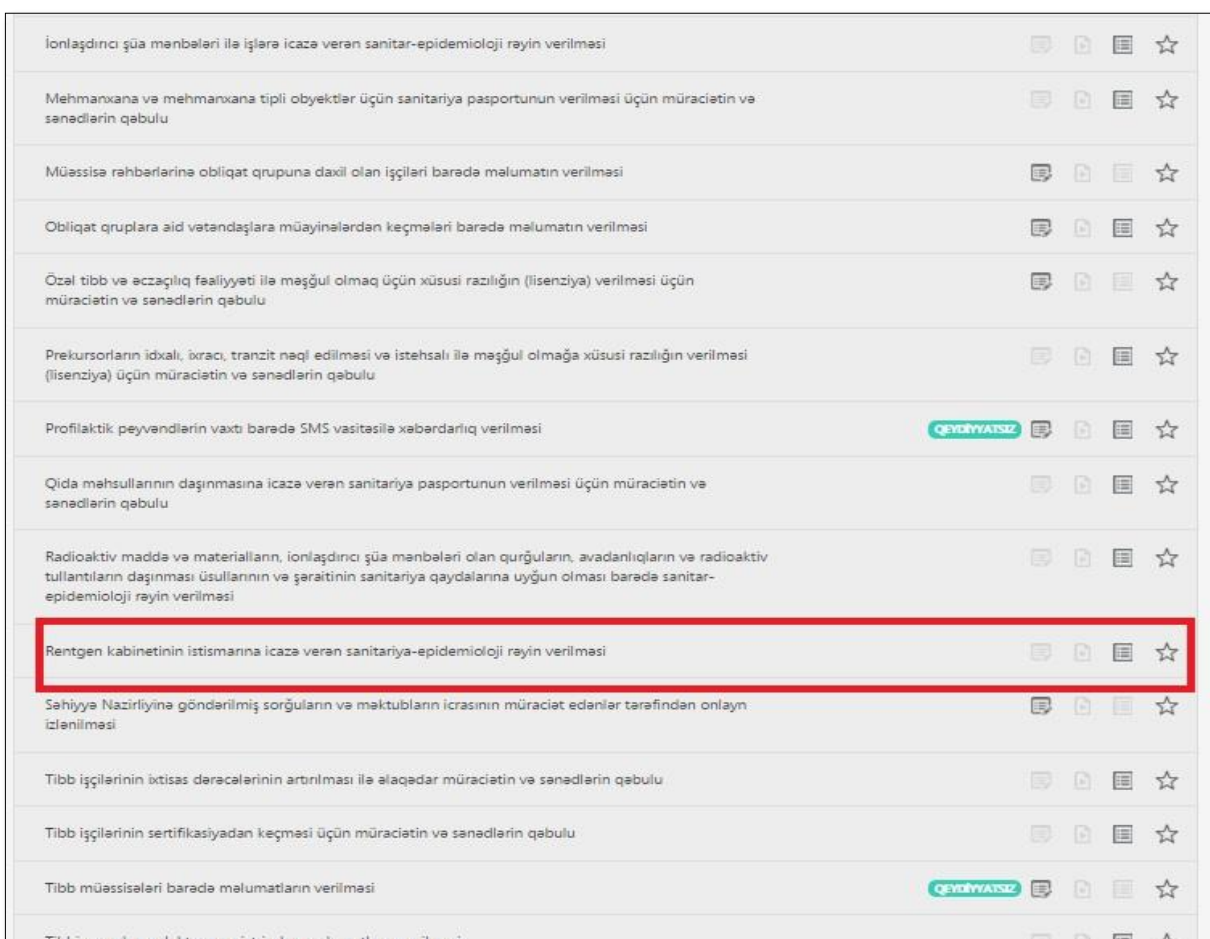 İonlaşdırıcı şüa mənbələri ilə işlərə icazə verən sanitar-epidemioloji rəyin verilməsi
Mehmanxana və mehmanxana tipli obyektlər üçün sanitariya pasportunun verilməsi üçün müraciətin və
sənədlərin qəbulu
Müəssisə rəhbərlərinə obliqat qrupuna daxil olan işçiləri barədə məlumatın verilməsi
Obliqat qruplara aid vətəndaşlara müayinələrdən keçmələri barədə məlumatın verilməsi
Özəl tibb və əczaçılıq fəaliyyəti ilə məşğul olmaq üçün xüsusi razılığın (lisenziya) verilməsi üçün
müraciətin və sənədlərin qəbulu
Prekursorların idxalı, ixracı, tranzit nəql edilməsi və istehsalı ilə məşğul olmağa xüsusi razılığın verilməsi
(lisenziya) üçün müraciətin və sənədlərin qəbulu
Profilaktik peyvəndlərin vaxtı barədə SMS vasitəsilə xəbərdarlıq verilməsi QEYDİYYATSIZ
Qida məhsullarının daşınmasına icazə verən sanitariya pasportunun verilməsi üçün müraciətin və
sənədlərin qəbulu
Radioaktiv maddə və materialların, ionlaşdırıcı şüa mənbələri olan qurğuların, avadanlıqların və radioaktiv
tullantıların daşınması üsullarının və şəraitinin sanitariya qaydalarına uyğun olması barədə sanitar-
epidemioloji rəyin verilməsi
Rentgen kabinetinin istismarına icazə verən sanitariya-epidemioloji rəyin verilməsi
Səhiyyə Nazirliyinə göndərilmiş sorğuların və məktubların icrasının müraciət edənlər tərəfindən onlayn
izlənilməsi
Tibb işçilərinin ixtisas dərəcələrinin artırılması ilə əlaqədar müraciətin və sənədlərin qəbulu
Tibb işçilərinin sertifikasiyadan keçməsi üçün müraciətin və sənədlərin qəbulu
Tibb müəssisələri barədə məlumatların verilməsi QEYDİYYATSIZ